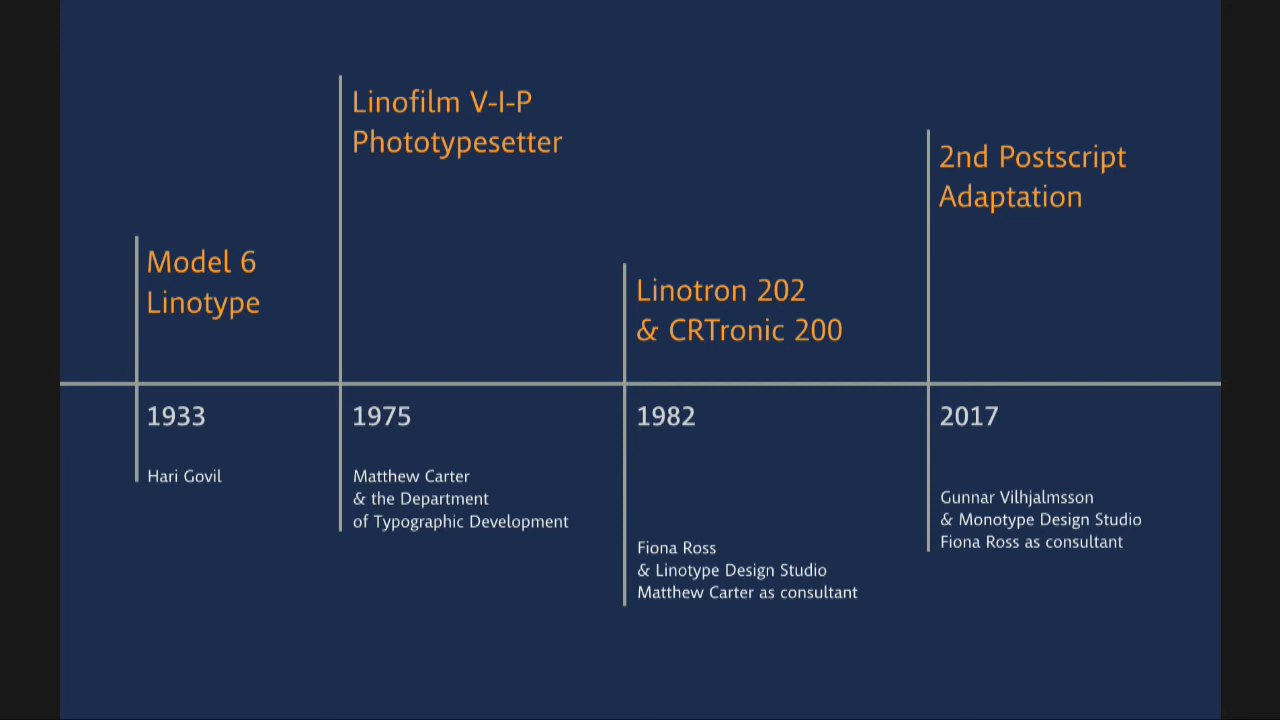 Model 6
Linotype
1933
Hari Govil
Linofilm V-I-P
Phototypesetter
1975
Matthew Carter
& the Department
of Typographic Development
Linotron 202
& CRTronic 200
1982
Fiona Ross
& Linotype Design Studio
Matthew Carter as consultant
2nd Postscript
Adaptation
2017
Gunnar Vilhjalmsson
& Monotype Design Studio
Fiona Ross as consultant